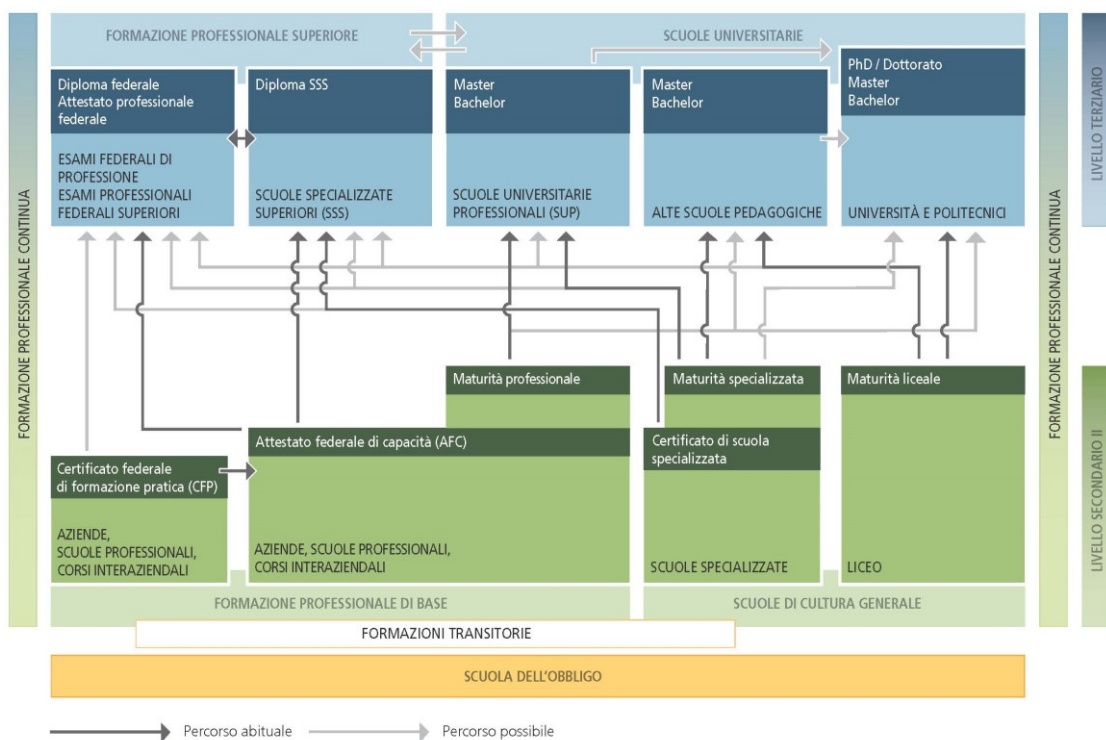 FORMAZIONE PROFESSIONALE SUPERIORE
SCUOLE UNIVERSITARIE
Diploma federale
Attestato professionale
federale
ESAMI FEDERALI DI
PROFESSIONE
ESAMI PROFESSIONALI
FEDERALI SUPERIORI
Diploma SSS
SCUOLE SPECIALIZZATE
SUPERIORI (SSS)
Master
Bachelor
SCUOLE UNIVERSITARIE
PROFESSIONALI (SUP)
Master
Bachelor
ALTE SCUOLE PEDAGOGICHE
PhD / Dottorato
Master
Bachelor
UNIVERSITÀ E POLITECNICI
FORMAZIONE PROFESSIONALE CONTINUA
FORMAZIONE PROFESSIONALE CONTINUA
LIVELLO TERZIARIO
LIVELLO SECONDARIO II
Maturità professionale
Maturità specializzata
Maturità liceale
Attestato federale di capacità (AFC)
Certificato di scuola
specializzata
Certificato federale
di formazione pratica (CFP)
AZIENDE,
SCUOLE PROFESSIONALI,
CORSI INTERAZIENDALI
AZIENDE, SCUOLE PROFESSIONALI,
CORSI INTERAZIENDALI
SCUOLE SPECIALIZZATE
LICEO
FORMAZIONE PROFESSIONALE DI BASE
SCUOLE DI CULTURA GENERALE
FORMAZIONI TRANSITORIE
SCUOLA DELL'OBBLIGO
Percorso abituale
Percorso possibile